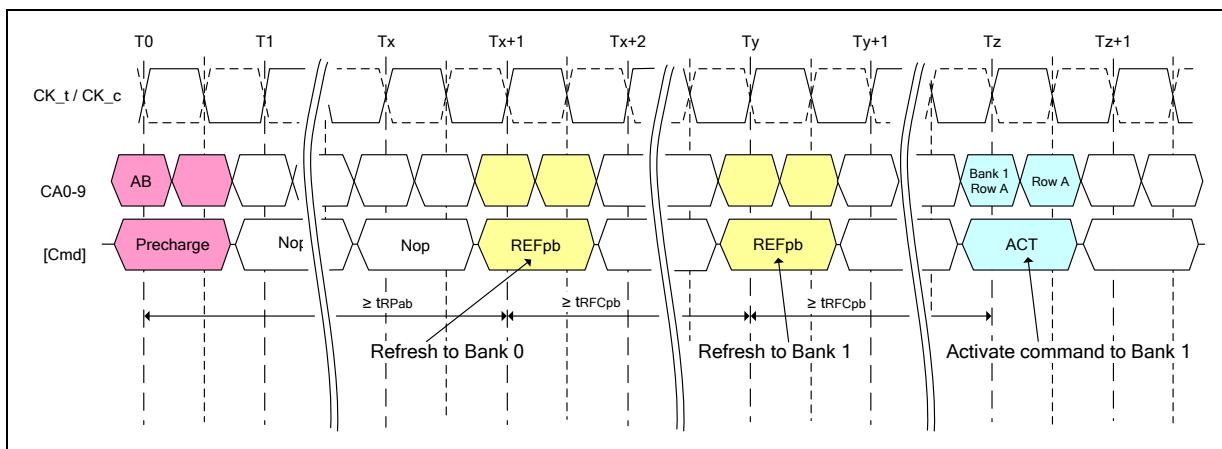 T0 T1 Tx Tx+1 Tx+2 Ty Ty+1 Tz Tz+1
CK_t / CK_c
CA0-9 AB Bank 1 Row A Row A
[Cmd] Precharge Nop Nop REFpb REFpb ACT
≥ tRPab ≥ tRFCpb ≥ tRFCpb
Refresh to Bank 0 Refresh to Bank 1 Activate command to Bank 1